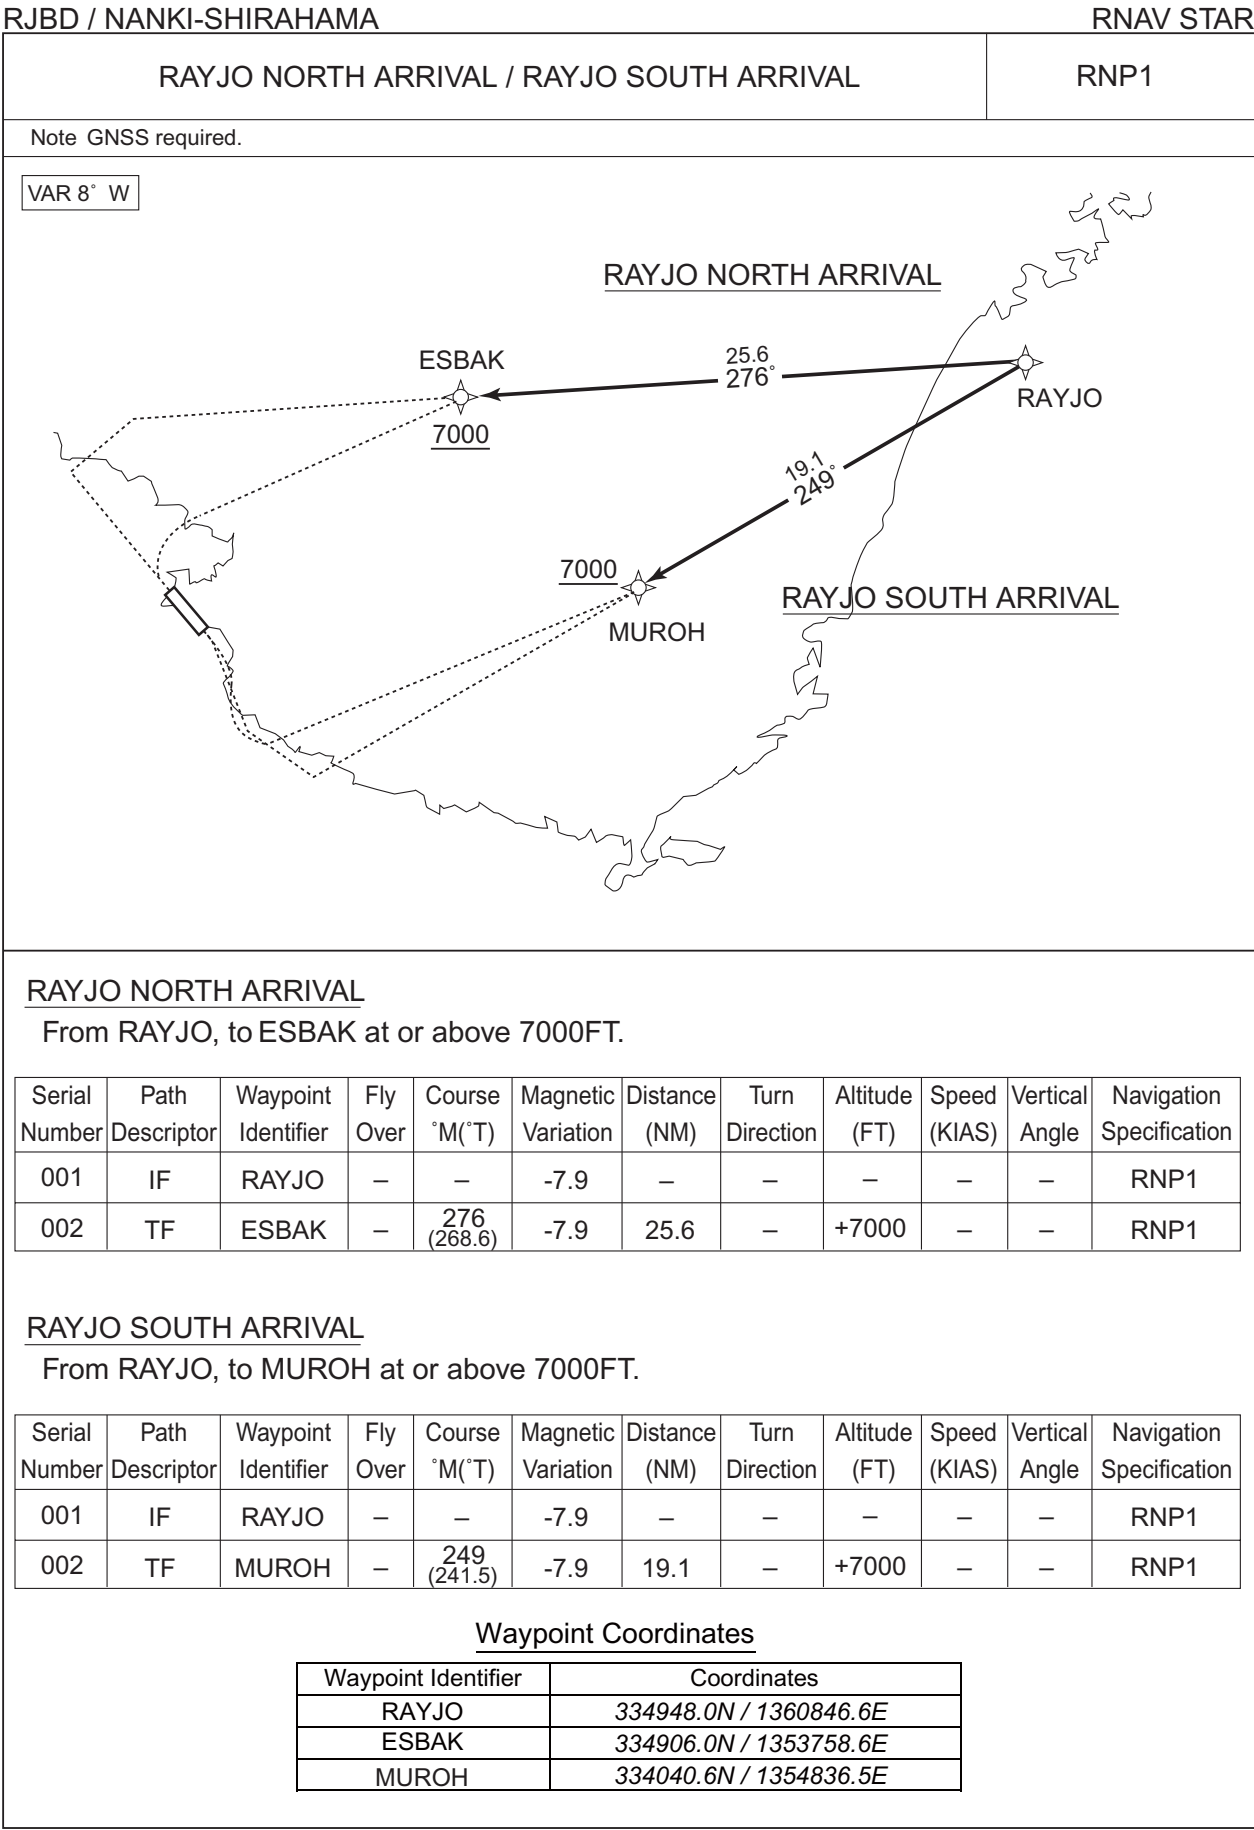 RJBD / NANKI-SHIRAHAMA RNAV STAR
RAYJO NORTH ARRIVAL / RAYJO SOUTH ARRIVAL RNP1
Note GNSS required.
VAR 8° W
RAYJO NORTH ARRIVAL
ESBAK
25.6
276°
RAYJO
7000
19.1
249°
7000
RAYJO SOUTH ARRIVAL
MUROH
RAYJO NORTH ARRIVAL
From RAYJO, to ESBAK at or above 7000FT.
Serial Path Waypoint Fly Course Magnetic Distance Turn Altitude Speed Vertical Navigation
Number Descriptor Identifier Over °M(°T) Variation (NM) Direction (FT) (KIAS) Angle Specification
001 IF RAYJO – – -7.9 – – – – – RNP1
002 TF ESBAK – 276 (268.6) -7.9 25.6 – +7000 – – RNP1
RAYJO SOUTH ARRIVAL
From RAYJO, to MUROH at or above 7000FT.
Serial Path Waypoint Fly Course Magnetic Distance Turn Altitude Speed Vertical Navigation
Number Descriptor Identifier Over °M(°T) Variation (NM) Direction (FT) (KIAS) Angle Specification
001 IF RAYJO – – -7.9 – – – – – RNP1
002 TF MUROH – 249 (241.5) -7.9 19.1 – +7000 – – RNP1
Waypoint Coordinates
Waypoint Identifier Coordinates
RAYJO 334948.0N / 1360846.6E
ESBAK 334906.0N / 1353758.6E
MUROH 334040.6N / 1354836.5E